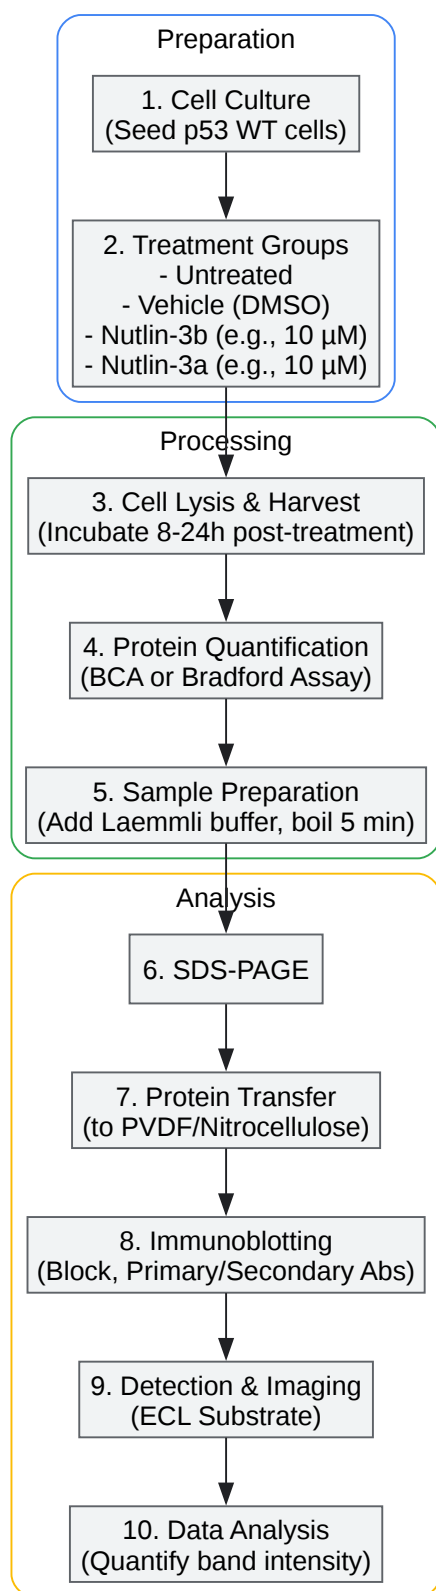 Preparation
1. Cell Culture
(Seed p53 WT cells)
2. Treatment Groups
- Untreated
- Vehicle (DMSO)
- Nutlin-3b (e.g., 10 µM)
- Nutlin-3a (e.g., 10 µM)
Processing
3. Cell Lysis & Harvest
(Incubate 8-24h post-treatment)
4. Protein Quantification
(BCA or Bradford Assay)
5. Sample Preparation
(Add Laemmli buffer, boil 5 min)
Analysis
6. SDS-PAGE
7. Protein Transfer
(to PVDF/Nitrocellulose)
8. Immunoblotting
(Block, Primary/Secondary Abs)
9. Detection & Imaging
(ECL Substrate)
10. Data Analysis
(Quantify band intensity)